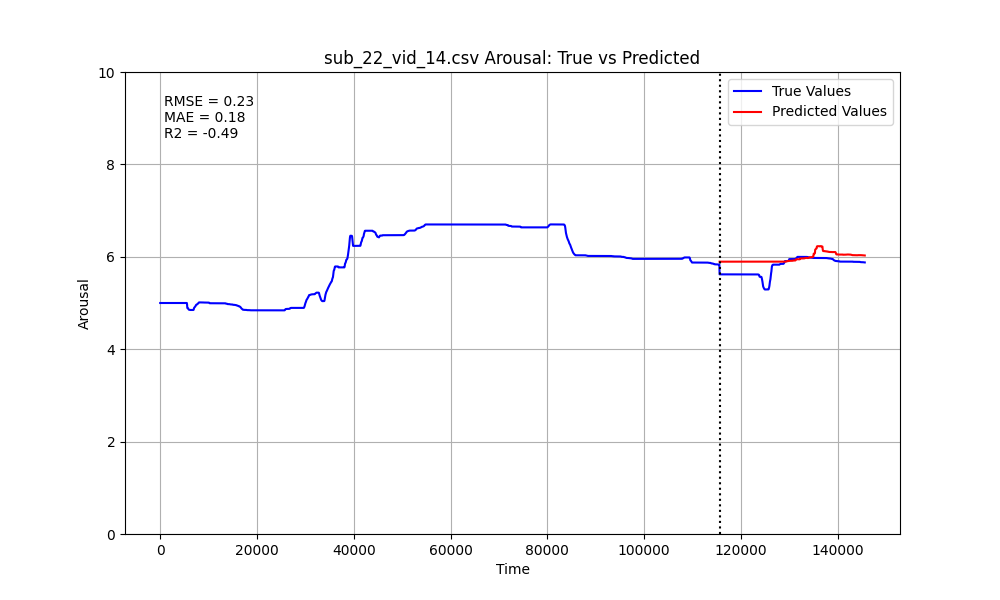 sub_22_vid_14.csv Arousal: True vs Predicted
RMSE = 0.23
MAE = 0.18
R2 = -0.49
True Values
Predicted Values
10
8
6
4
2
0
Arousal
0 20000 40000 60000 80000 100000 120000 140000
Time